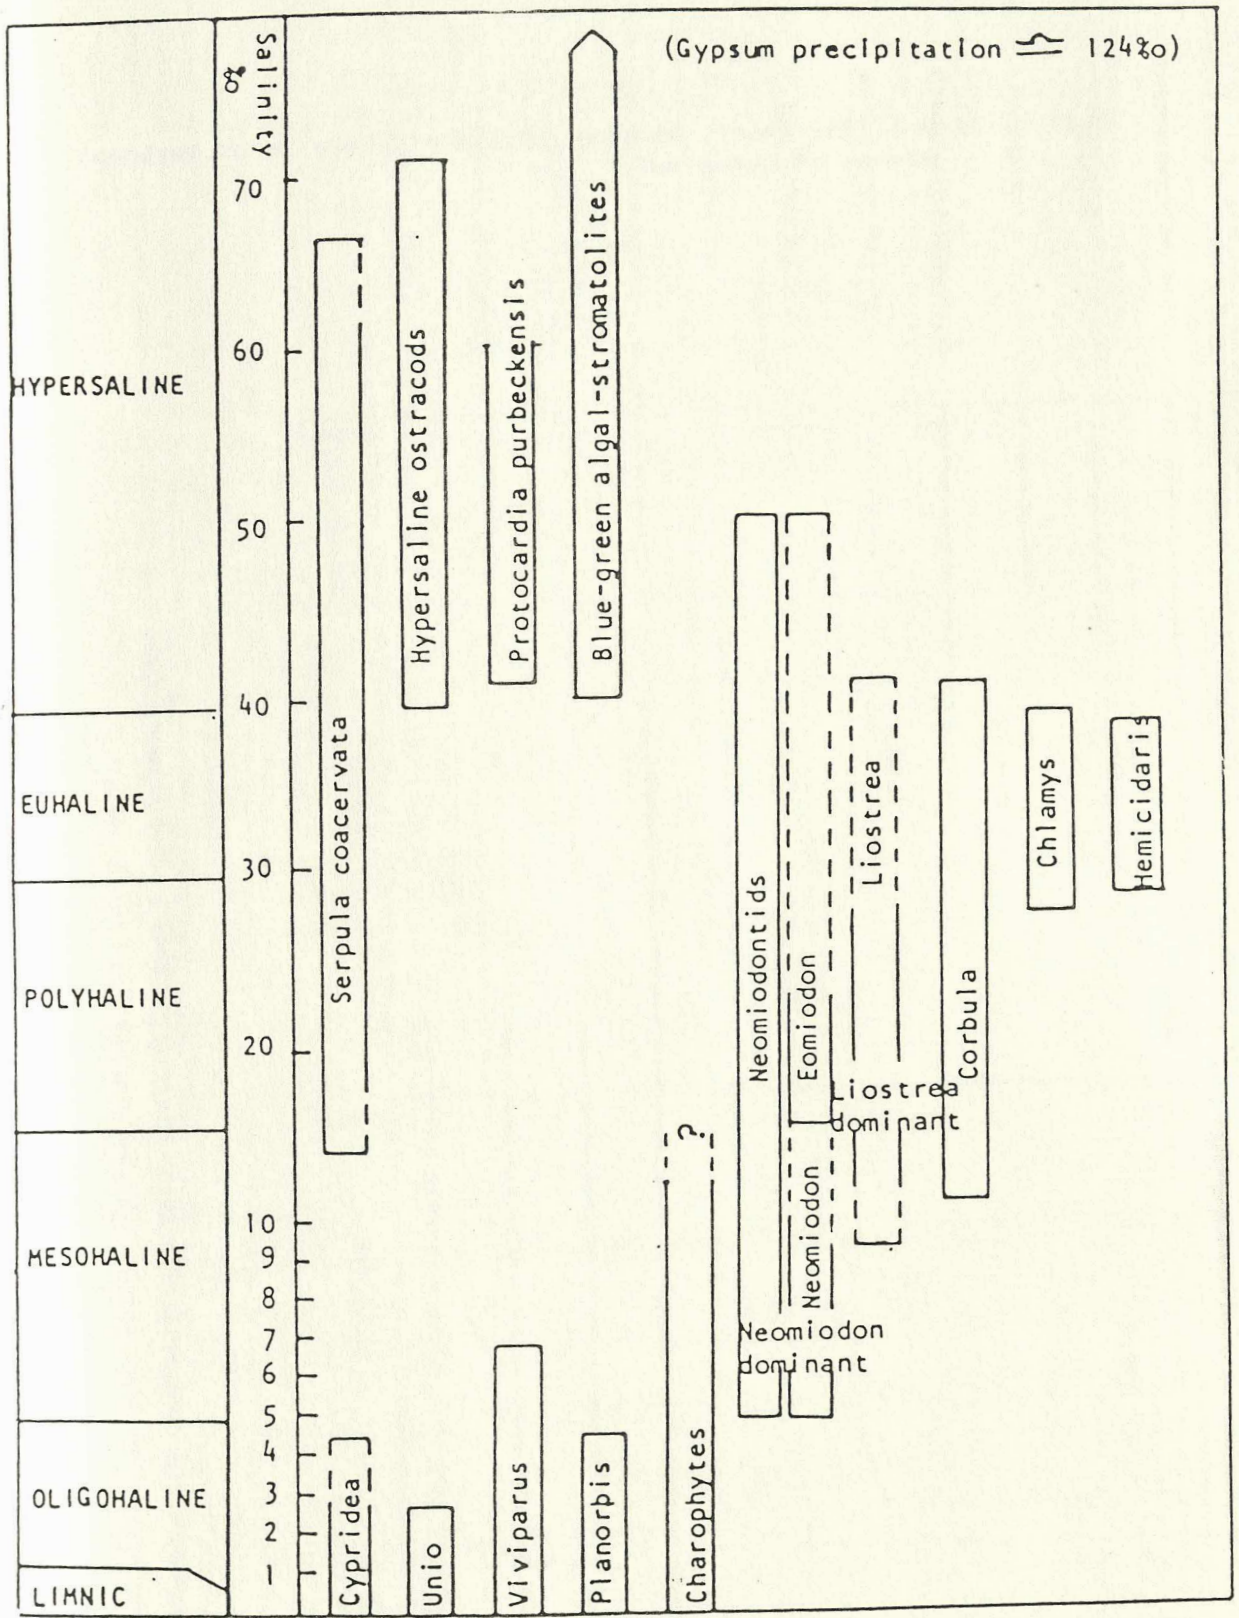 (Gypsum precipitation ≏ 124‰)
Salinity
‰
70
60
50
40
30
20
10
9
8
7
6
5
4
3
2
1
HYPERSALINE
EUHALINE
POLYHALINE
MESOHALINE
OLIGOHALINE
LIMNIC
Serpula coacervata
Hypersaline ostracods
Protocardia purbeckensis
Blue-green algal-stromatolites
Cypridea
Unio
Viviparus
Planorbis
Charophytes
?
Neomiodontids
Eomiodon
Neomiodon
Neomiodon
dominant
Liostrea
Liostrea
dominant
Corbula
Chlamys
Hemicidaris